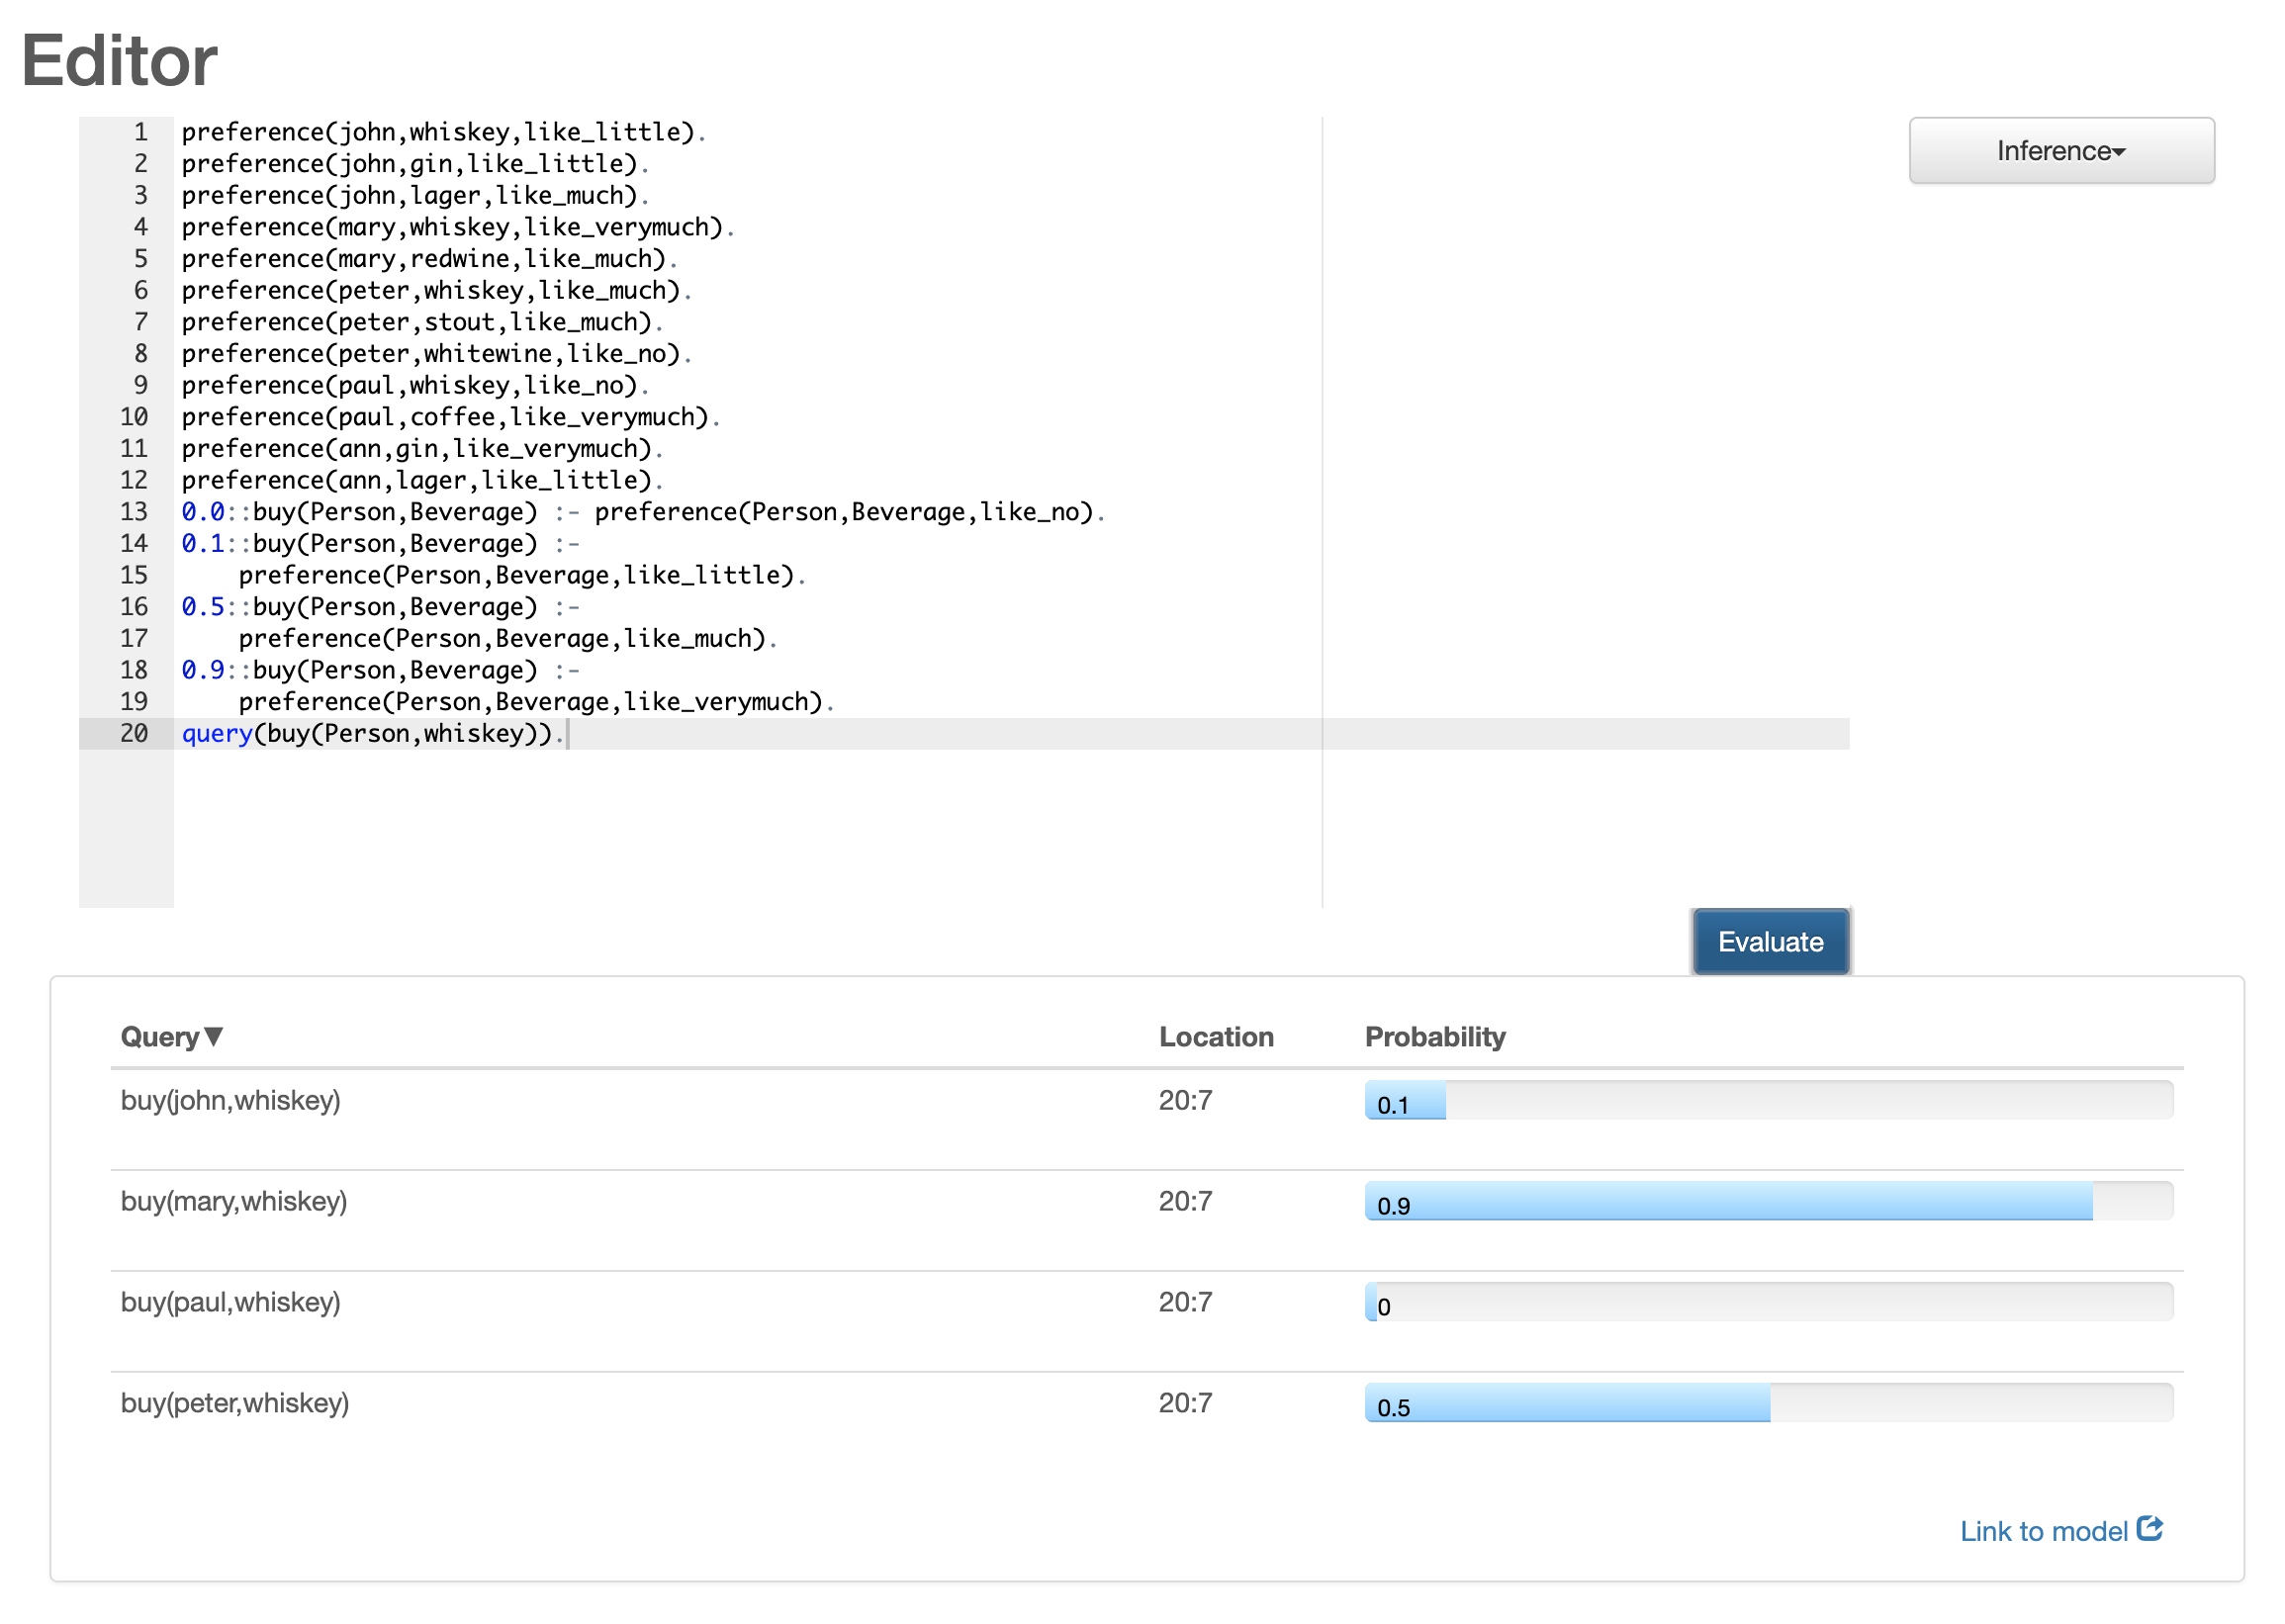 Editor
Inference
1 preference(john,whiskey,like_little).
2 preference(john,gin,like_little).
3 preference(john,lager,like_much).
4 preference(mary,whiskey,like_verymuch).
5 preference(mary,redwine,like_much).
6 preference(peter,whiskey,like_much).
7 preference(peter,stout,like_much).
8 preference(peter,whitewine,like_no).
9 preference(paul,whiskey,like_no).
10 preference(paul,coffee,like_verymuch).
11 preference(ann,gin,like_verymuch).
12 preference(ann,lager,like_little).
13 0.0::buy(Person,Beverage) :- preference(Person,Beverage,like_no).
14 0.1::buy(Person,Beverage) :-
15     preference(Person,Beverage,like_little).
16 0.5::buy(Person,Beverage) :-
17     preference(Person,Beverage,like_much).
18 0.9::buy(Person,Beverage) :-
19     preference(Person,Beverage,like_verymuch).
20 query(buy(Person,whiskey)).
Evaluate
Query▼ Location Probability
buy(john,whiskey) 20:7 0.1
buy(mary,whiskey) 20:7 0.9
buy(paul,whiskey) 20:7 0
buy(peter,whiskey) 20:7 0.5
Link to model